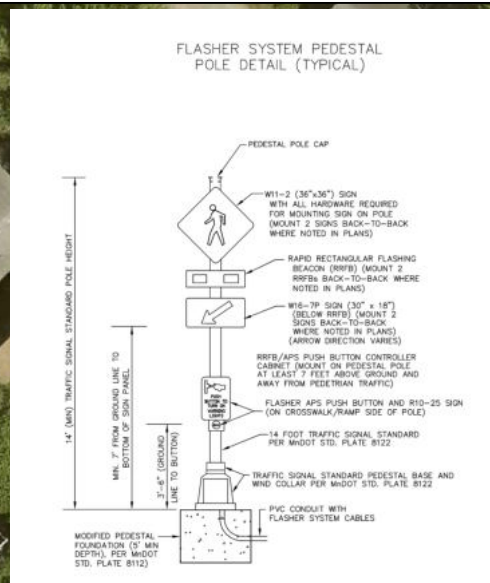 FLASHER SYSTEM PEDESTAL
POLE DETAIL (TYPICAL)
PEDESTAL POLE CAP
W11-2 (36"x36") SIGN
WITH ALL HARDWARE REQUIRED
FOR MOUNTING SIGN ON POLE
(MOUNT 2 SIGNS BACK-TO-BACK
WHERE NOTED IN PLANS)
RAPID RECTANGULAR FLASHING
BEACON (RRFB) (MOUNT 2
RRFBs BACK-TO-BACK WHERE
NOTED IN PLANS)
W16-7P SIGN (30" x 18")
(BELOW RRFB) (MOUNT 2
SIGNS BACK-TO-BACK
WHERE NOTED IN PLANS)
(ARROW DIRECTION VARIES)
RRFB/APS PUSH BUTTON CONTROLLER
CABINET (MOUNT ON PEDESTAL POLE
AT LEAST 7 FEET ABOVE GROUND AND
AWAY FROM PEDETRIAN TRAFFIC)
PUSH
BUTTON TO
TURN ON
WARNING
LIGHTS
FLASHER APS PUSH BUTTON AND R10-25 SIGN
(ON CROSSWALK/RAMP SIDE OF POLE)
14 FOOT TRAFFIC SIGNAL STANDARD
PER MnDOT STD. PLATE 8122
TRAFFIC SIGNAL STANDARD PEDESTAL BASE AND
WIND COLLAR PER MnDOT STD. PLATE 8122
PVC CONDUIT WITH
FLASHER SYSTEM CABLES
MODIFIED PEDESTAL
FOUNDATION (5' MIN
DEPTH), PER MnDOT
STD. PLATE 8112)
14' (MIN) TRAFFIC SIGNAL STANDARD POLE HEIGHT
MIN. 7' FROM GROUND LINE TO
BOTTOM OF SIGN PANEL
3'-6" (GROUND
LINE TO BUTTON)